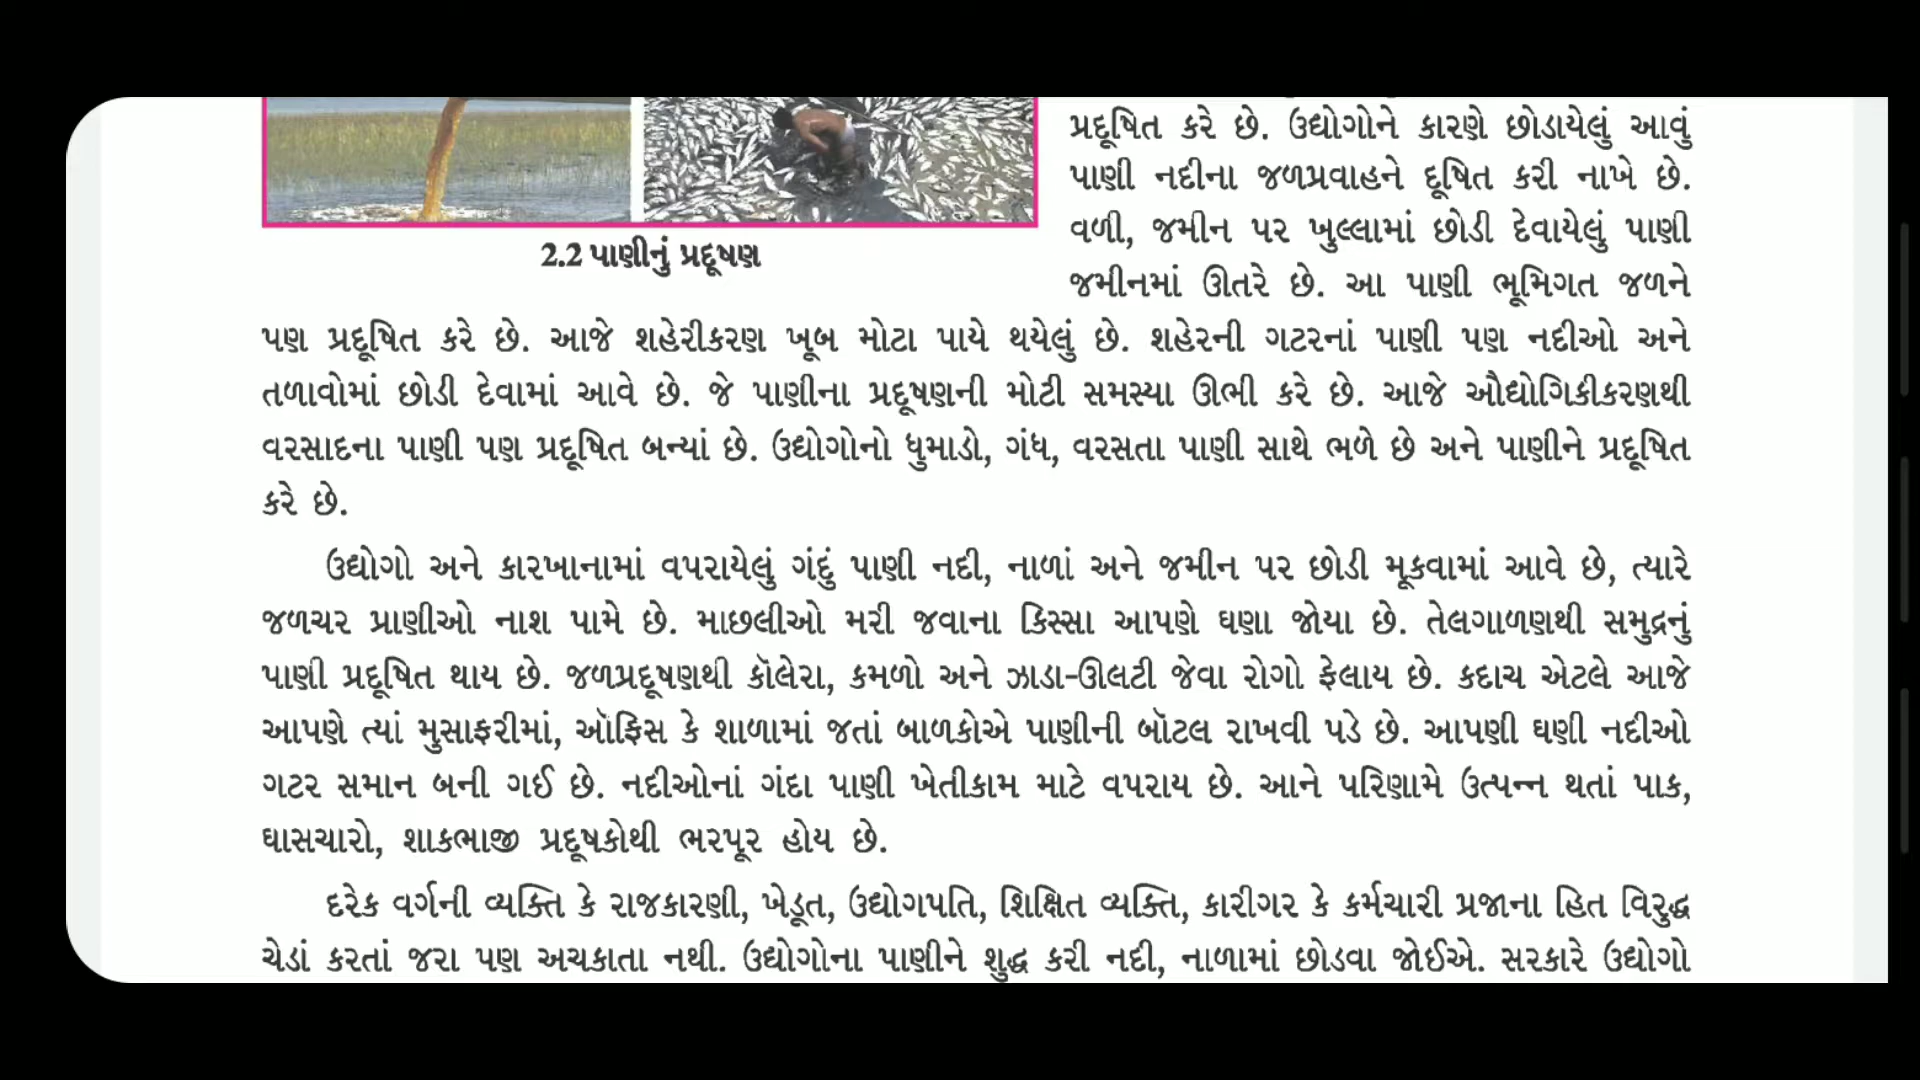 પ્રદૂષિત કરે છે. ઉદ્યોગોને કારણે છોડાયેલું આવું
પાણી નદીના જળપ્રવાહને દૂષિત કરી નાખે છે.
વળી, જમીન પર ખુલ્લામાં છોડી દેવાયેલું પાણી
જમીનમાં ઊતરે છે. આ પાણી ભૂમિગત જળને
2.2 પાણીનું પ્રદૂષણ
પણ પ્રદૂષિત કરે છે. આજે શહેરીકરણ ખૂબ મોટા પાયે થયેલું છે. શહેરની ગટરનાં પાણી પણ નદીઓ અને
તળાવોમાં છોડી દેવામાં આવે છે. જે પાણીના પ્રદૂષણની મોટી સમસ્યા ઊભી કરે છે. આજે ઔદ્યોગિકીકરણથી
વરસાદના પાણી પણ પ્રદૂષિત બન્યાં છે. ઉદ્યોગોનો ધુમાડો, ગંધ, વરસતા પાણી સાથે ભળે છે અને પાણીને પ્રદૂષિત
કરે છે.
ઉદ્યોગો અને કારખાનામાં વપરાયેલું ગંદું પાણી નદી, નાળાં અને જમીન પર છોડી મૂકવામાં આવે છે, ત્યારે
જળચર પ્રાણીઓ નાશ પામે છે. માછલીઓ મરી જવાના કિસ્સા આપણે ઘણા જોયા છે. તેલગાળણથી સમુદ્રનું
પાણી પ્રદૂષિત થાય છે. જળપ્રદૂષણથી કૉલેરા, કમળો અને ઝાડા-ઊલટી જેવા રોગો ફેલાય છે. કદાચ એટલે આજે
આપણે ત્યાં મુસાફરીમાં, ઑફિસ કે શાળામાં જતાં બાળકોએ પાણીની બૉટલ રાખવી પડે છે. આપણી ઘણી નદીઓ
ગટર સમાન બની ગઈ છે. નદીઓનાં ગંદા પાણી ખેતીકામ માટે વપરાય છે. આને પરિણામે ઉત્પન્ન થતાં પાક,
ઘાસચારો, શાકભાજી પ્રદૂષકોથી ભરપૂર હોય છે.
દરેક વર્ગની વ્યક્તિ કે રાજકારણી, ખેડૂત, ઉદ્યોગપતિ, શિક્ષિત વ્યક્તિ, કારીગર કે કર્મચારી પ્રજાના હિત વિરુદ્ધ
ચેડાં કરતાં જરા પણ અચકાતા નથી. ઉદ્યોગોના પાણીને શુદ્ધ કરી નદી, નાળામાં છોડવા જોઈએ. સરકારે ઉદ્યોગો